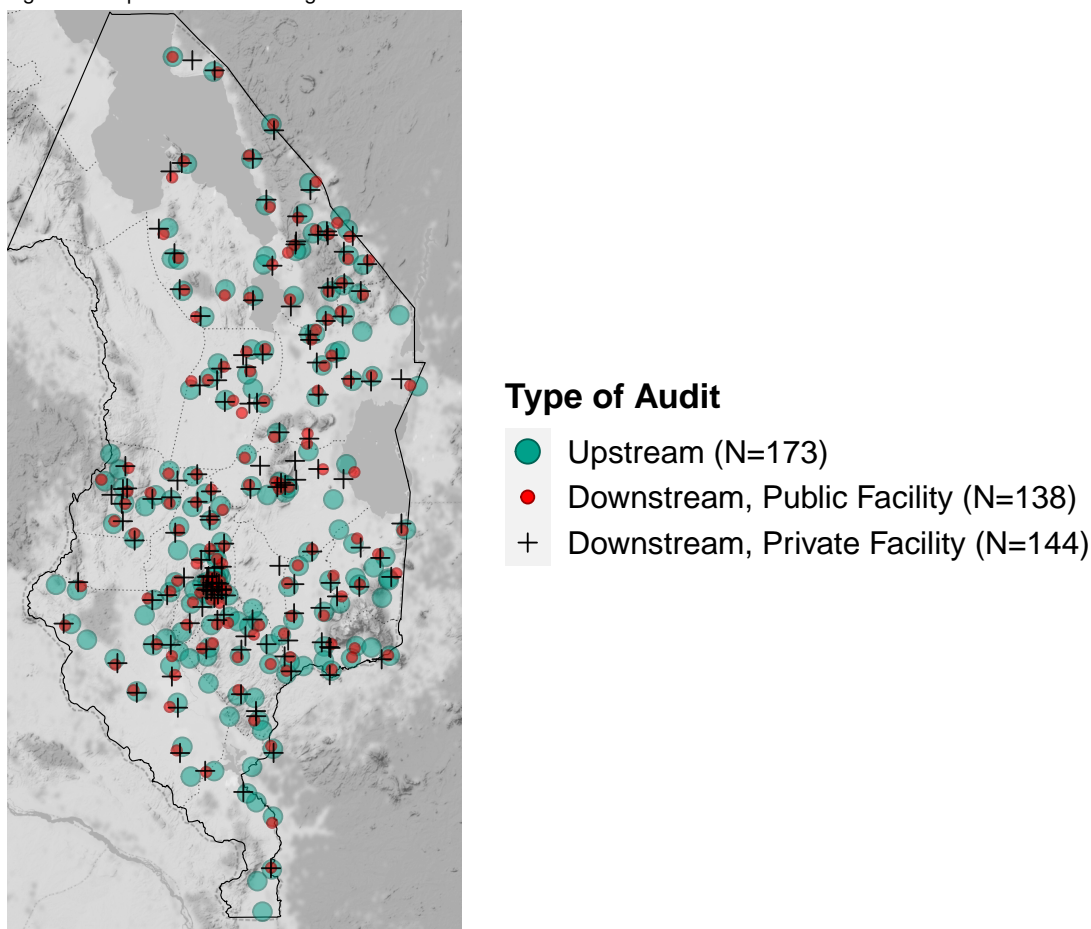 Type of Audit
Upstream (N=173)
Downstream, Public Facility (N=138)
Downstream, Private Facility (N=144)